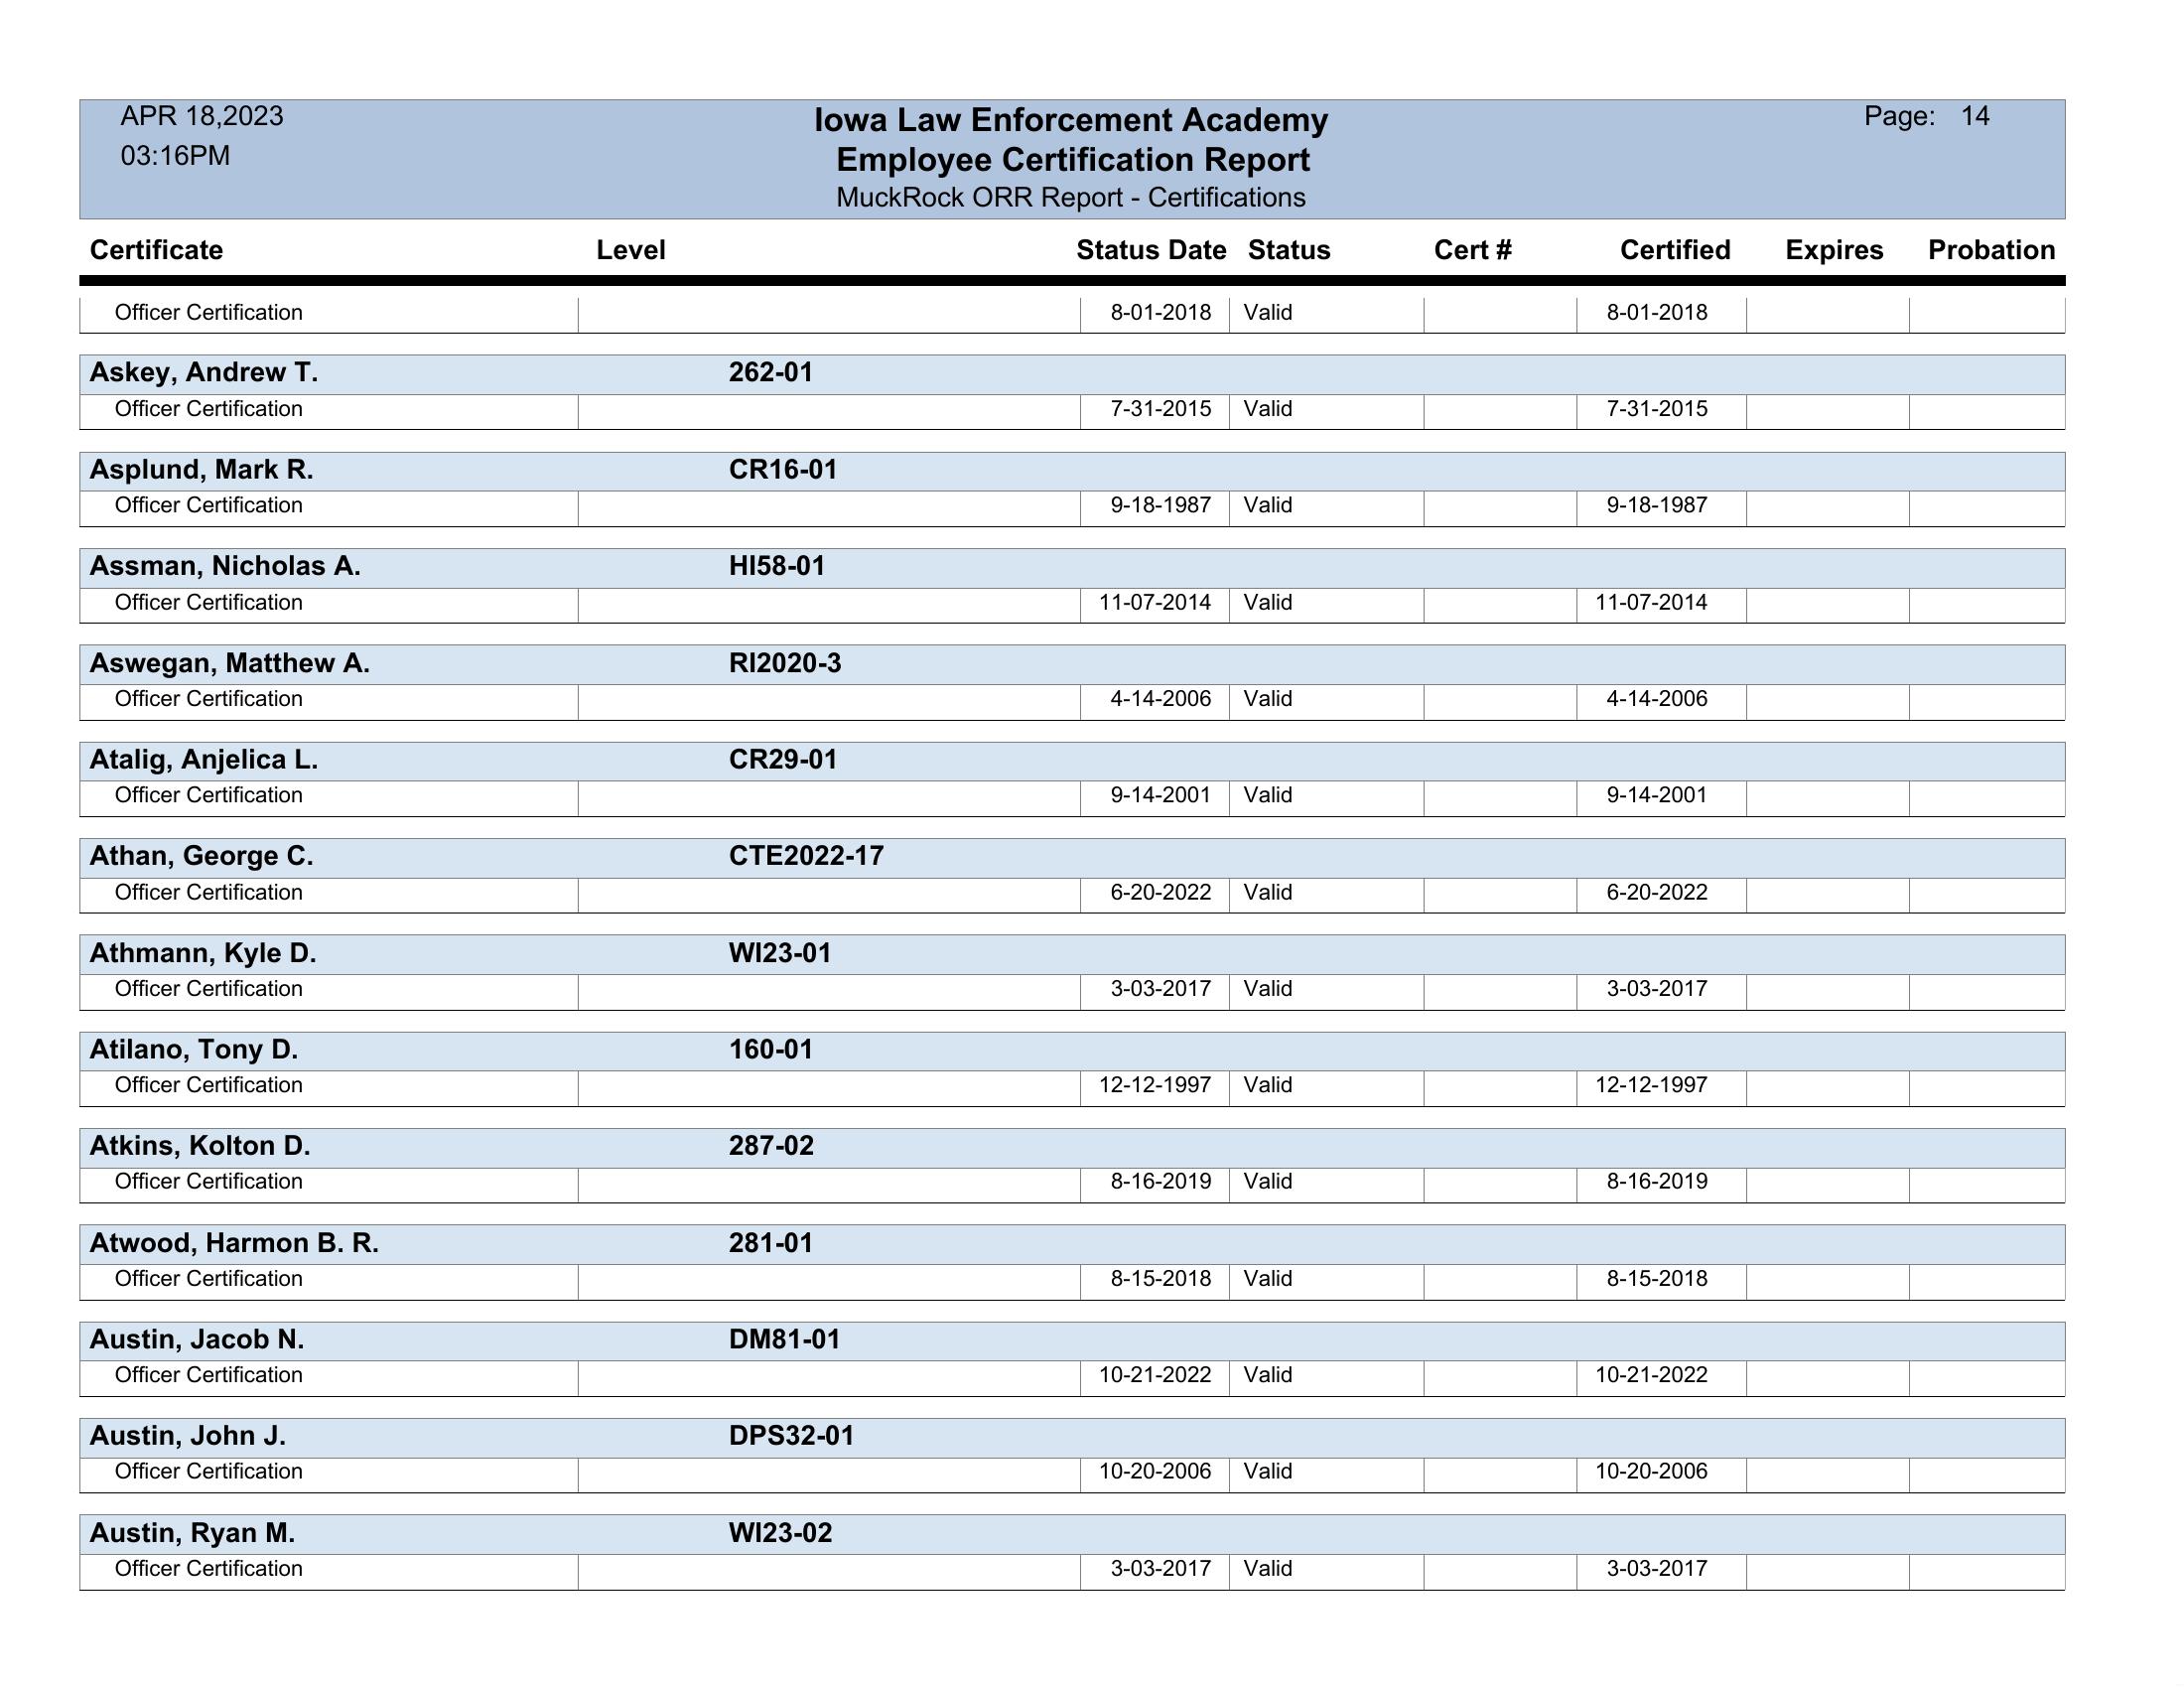 APR 18,2023 Iowa Law Enforcement Academy Page: 14
03:16PM Employee Certification Report
MuckRock ORR Report - Certifications
Certificate Level Status Date Status Cert # Certified Expires Probation
Officer Certification 8-01-2018 Valid 8-01-2018
Askey, Andrew T. 262-01
Officer Certification 7-31-2015 Valid 7-31-2015
Asplund, Mark R. CR16-01
Officer Certification 9-18-1987 Valid 9-18-1987
Assman, Nicholas A. HI58-01
Officer Certification 11-07-2014 Valid 11-07-2014
Aswegan, Matthew A. RI2020-3
Officer Certification 4-14-2006 Valid 4-14-2006
Atalig, Anjelica L. CR29-01
Officer Certification 9-14-2001 Valid 9-14-2001
Athan, George C. CTE2022-17
Officer Certification 6-20-2022 Valid 6-20-2022
Athmann, Kyle D. WI23-01
Officer Certification 3-03-2017 Valid 3-03-2017
Atilano, Tony D. 160-01
Officer Certification 12-12-1997 Valid 12-12-1997
Atkins, Kolton D. 287-02
Officer Certification 8-16-2019 Valid 8-16-2019
Atwood, Harmon B. R. 281-01
Officer Certification 8-15-2018 Valid 8-15-2018
Austin, Jacob N. DM81-01
Officer Certification 10-21-2022 Valid 10-21-2022
Austin, John J. DPS32-01
Officer Certification 10-20-2006 Valid 10-20-2006
Austin, Ryan M. WI23-02
Officer Certification 3-03-2017 Valid 3-03-2017